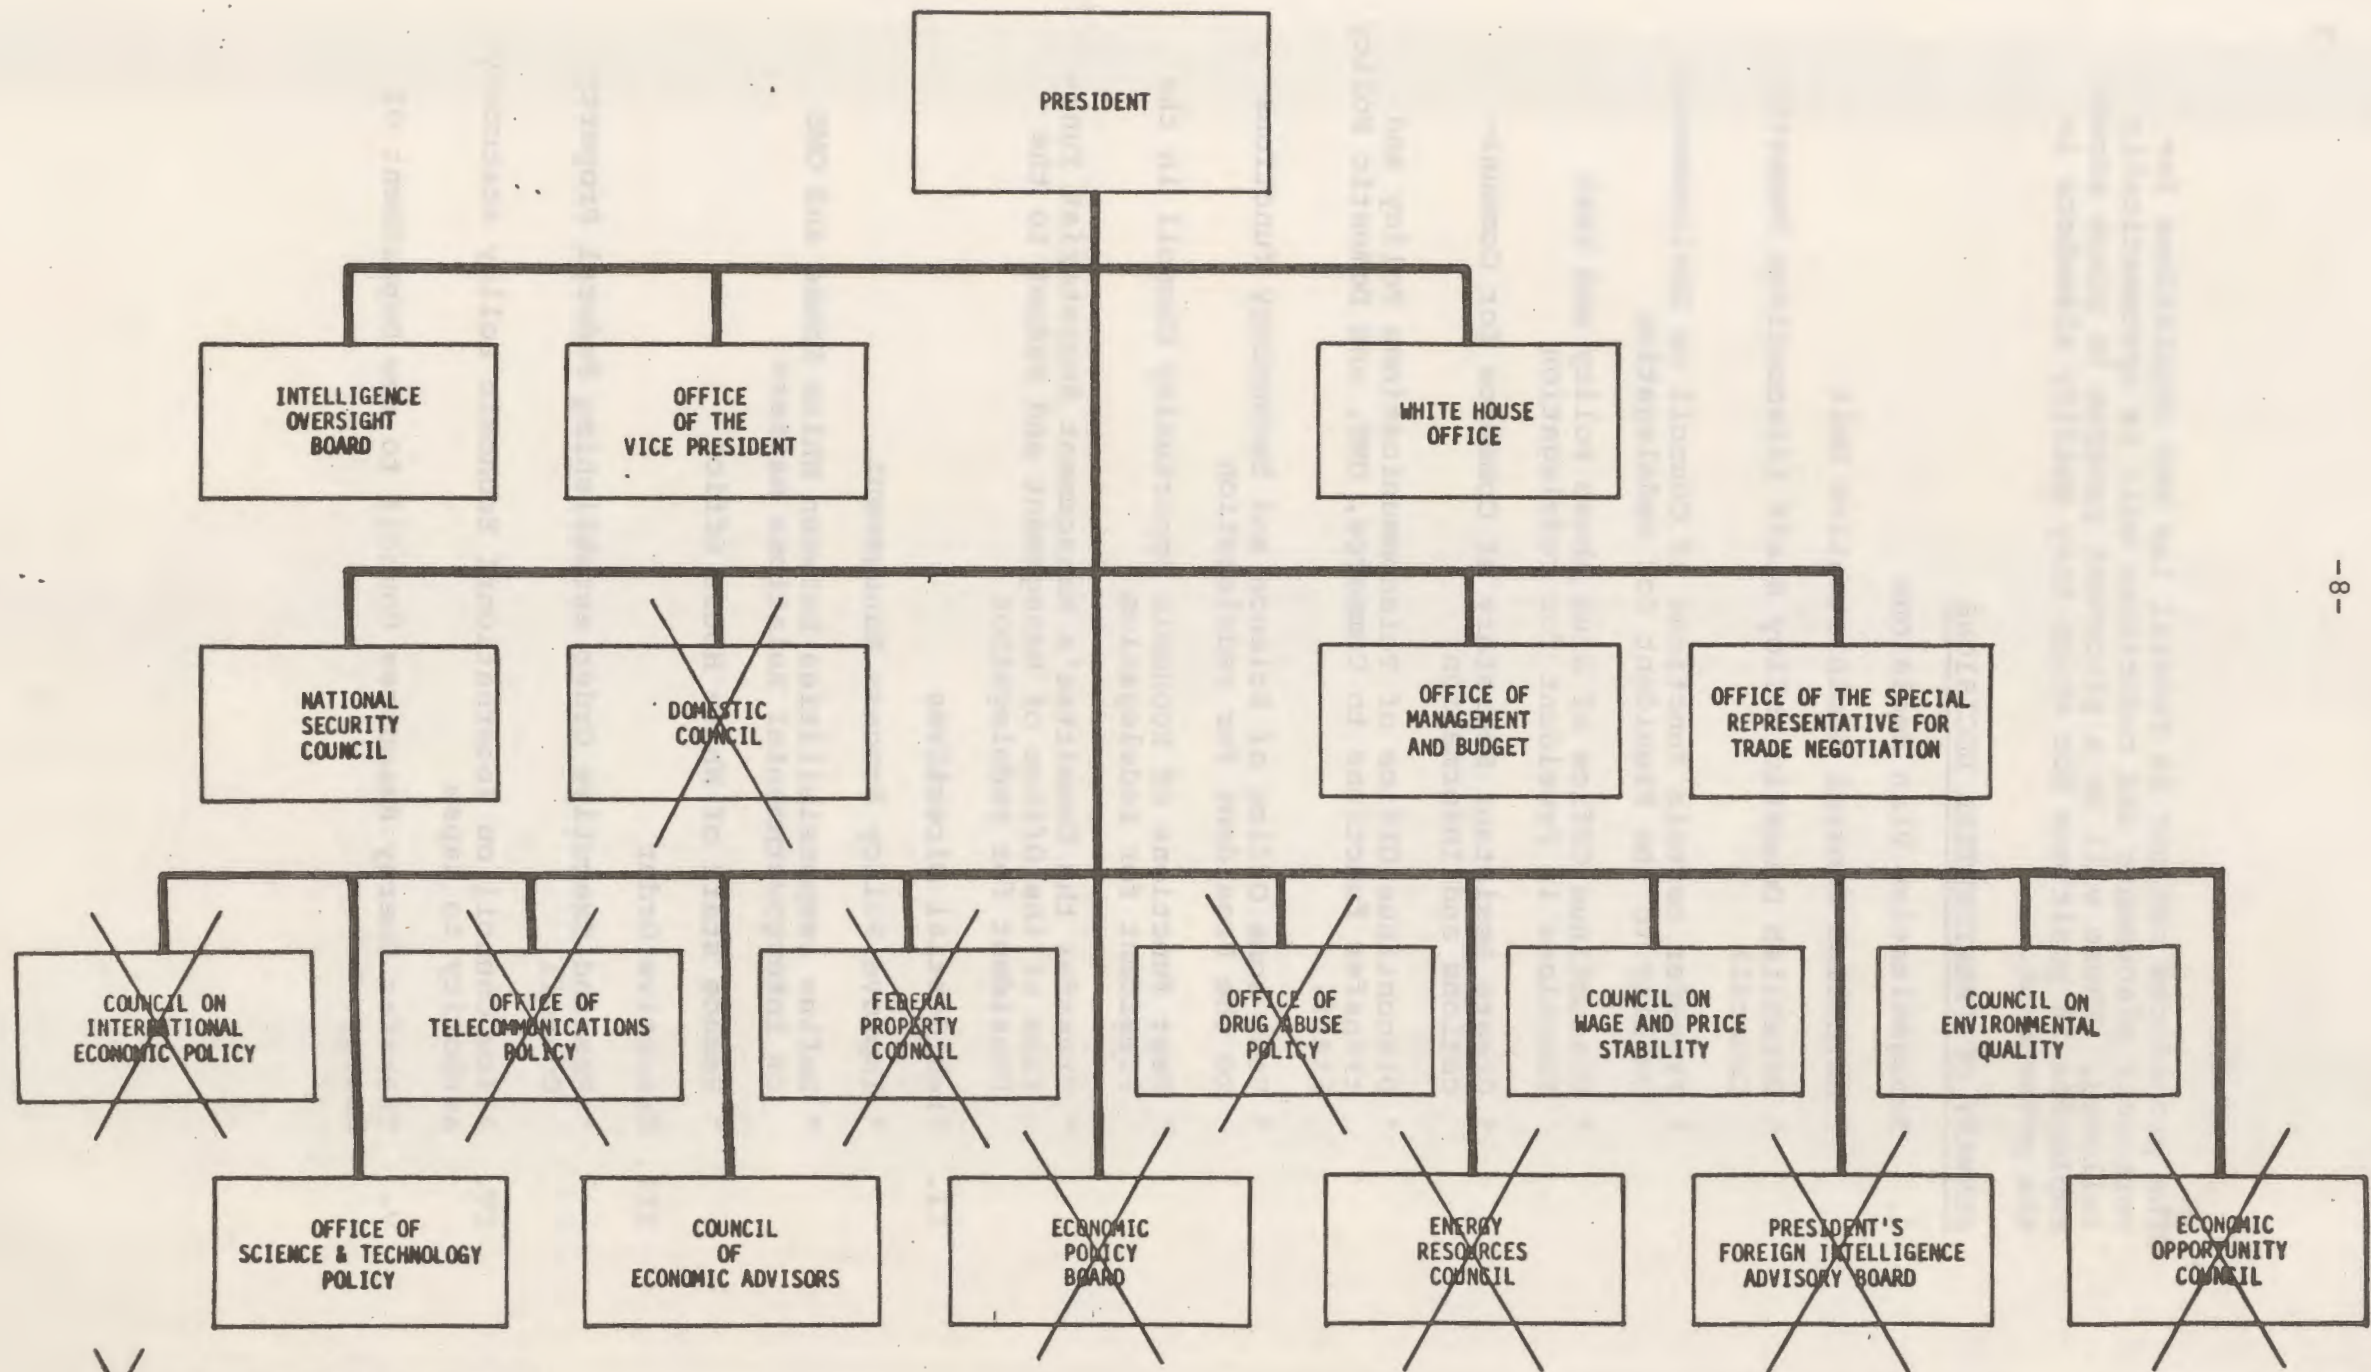 PRESIDENT
INTELLIGENCE
OVERSIGHT
BOARD
OFFICE
OF THE
VICE PRESIDENT
WHITE HOUSE
OFFICE
-8-
NATIONAL
SECURITY
COUNCIL
DOMESTIC
COUNCIL
OFFICE OF
MANAGEMENT
AND BUDGET
OFFICE OF THE SPECIAL
REPRESENTATIVE FOR
TRADE NEGOTIATION
COUNCIL ON
INTERNATIONAL
ECONOMIC POLICY
OFFICE OF
TELECOMMUNICATIONS
POLICY
FEDERAL
PROPERTY
COUNCIL
OFFICE OF
DRUG ABUSE
POLICY
COUNCIL ON
WAGE AND PRICE
STABILITY
COUNCIL ON
ENVIRONMENTAL
QUALITY
OFFICE OF
SCIENCE & TECHNOLOGY
POLICY
COUNCIL
OF
ECONOMIC ADVISORS
ECONOMIC
POLICY
BOARD
ENERGY
RESOURCES
COUNCIL
PRESIDENT'S
FOREIGN INTELLIGENCE
ADVISORY BOARD
ECONOMIC
OPPORTUNITY
COUNCIL